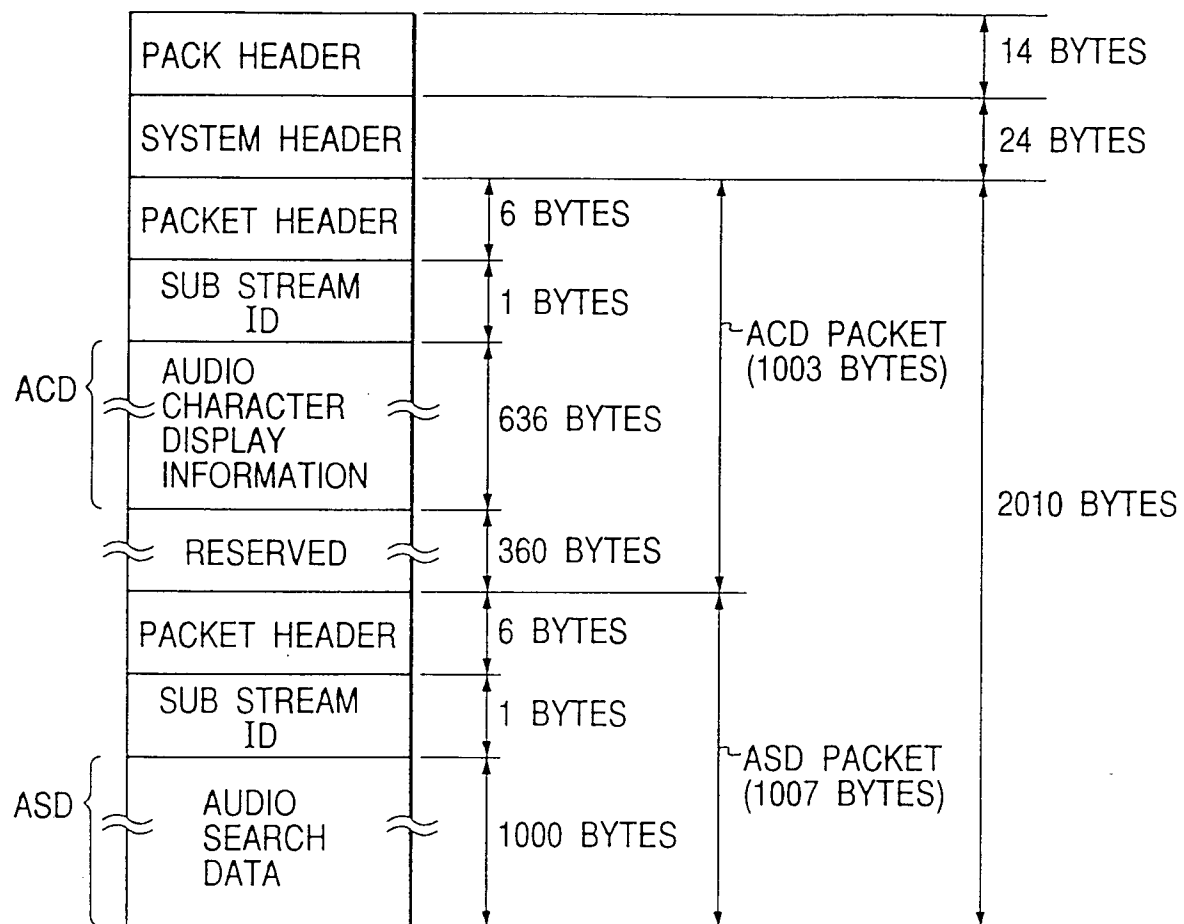 PACK HEADER
14 BYTES
SYSTEM HEADER
24 BYTES
PACKET HEADER
6 BYTES
SUB STREAM
ID
1 BYTES
ACD PACKET
(1003 BYTES)
ACD
AUDIO
CHARACTER
DISPLAY
INFORMATION
636 BYTES
2010 BYTES
RESERVED
360 BYTES
PACKET HEADER
6 BYTES
SUB STREAM
ID
1 BYTES
ASD PACKET
(1007 BYTES)
ASD
AUDIO
SEARCH
DATA
1000 BYTES